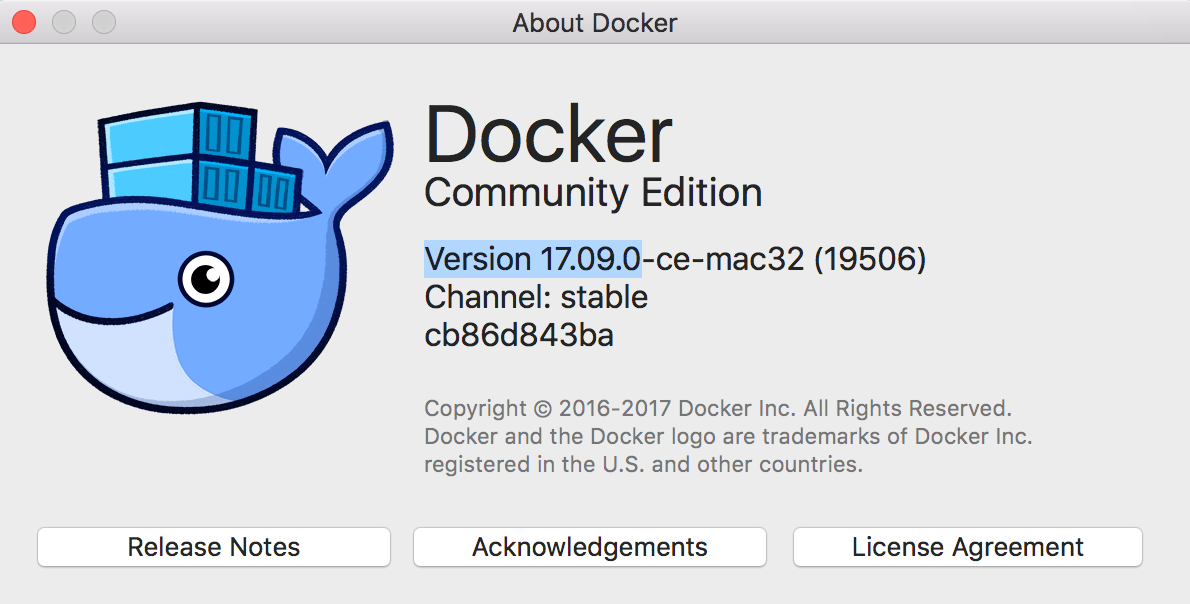 About Docker
Docker
Community Edition
Version 17.09.0-ce-mac32 (19506)
Channel: stable
cb86d843ba
Copyright © 2016-2017 Docker Inc. All Rights Reserved.
Docker and the Docker logo are trademarks of Docker Inc.
registered in the U.S. and other countries.
Release Notes
Acknowledgements
License Agreement